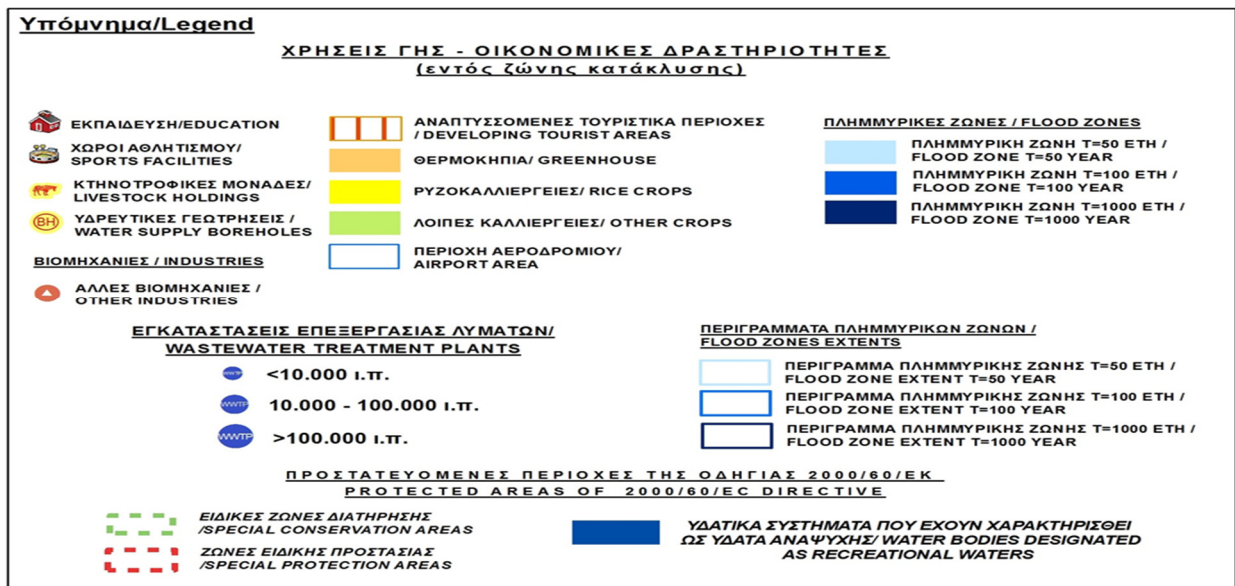 Υπόμνημα/Legend
ΧΡΗΣΕΙΣ ΓΗΣ - ΟΙΚΟΝΟΜΙΚΕΣ ΔΡΑΣΤΗΡΙΟΤΗΤΕΣ
(εντός ζώνης κατάκλυσης)
ΕΚΠΑΙΔΕΥΣΗ/EDUCATION
ΧΩΡΟΙ ΑΘΛΗΤΙΣΜΟΥ/
SPORTS FACILITIES
ΚΤΗΝΟΤΡΟΦΙΚΕΣ ΜΟΝΑΔΕΣ/
LIVESTOCK HOLDINGS
BH
ΥΔΡΕΥΤΙΚΕΣ ΓΕΩΤΡΗΣΕΙΣ /
WATER SUPPLY BOREHOLES
ΒΙΟΜΗΧΑΝΙΕΣ / INDUSTRIES
ΑΛΛΕΣ ΒΙΟΜΗΧΑΝΙΕΣ /
OTHER INDUSTRIES
ΑΝΑΠΤΥΣΣΟΜΕΝΕΣ ΤΟΥΡΙΣΤΙΚΑ ΠΕΡΙΟΧΕΣ
/ DEVELOPING TOURIST AREAS
ΘΕΡΜΟΚΗΠΙΑ/ GREENHOUSE
ΡΥΖΟΚΑΛΛΙΕΡΓΕΙΕΣ/ RICE CROPS
ΛΟΙΠΕΣ ΚΑΛΛΙΕΡΓΕΙΕΣ/ OTHER CROPS
ΠΕΡΙΟΧΗ ΑΕΡΟΔΡΟΜΙΟΥ/
AIRPORT AREA
ΠΛΗΜΜΥΡΙΚΕΣ ΖΩΝΕΣ / FLOOD ZONES
ΠΛΗΜΜΥΡΙΚΗ ΖΩΝΗ T=50 ΕΤΗ /
FLOOD ZONE T=50 YEAR
ΠΛΗΜΜΥΡΙΚΗ ΖΩΝΗ T=100 ΕΤΗ /
FLOOD ZONE T=100 YEAR
ΠΛΗΜΜΥΡΙΚΗ ΖΩΝΗ T=1000 ΕΤΗ /
FLOOD ZONE T=1000 YEAR
ΕΓΚΑΤΑΣΤΑΣΕΙΣ ΕΠΕΞΕΡΓΑΣΙΑΣ ΛΥΜΑΤΩΝ/
WASTEWATER TREATMENT PLANTS
WWTP <10.000 ι.π.
WWTP 10.000 - 100.000 ι.π.
WWTP >100.000 ι.π.
ΠΕΡΙΓΡΑΜΜΑΤΑ ΠΛΗΜΜΥΡΙΚΩΝ ΖΩΝΩΝ /
FLOOD ZONES EXTENTS
ΠΕΡΙΓΡΑΜΜΑ ΠΛΗΜΜΥΡΙΚΗΣ ΖΩΝΗΣ T=50 ΕΤΗ /
FLOOD ZONE EXTENT T=50 YEAR
ΠΕΡΙΓΡΑΜΜΑ ΠΛΗΜΜΥΡΙΚΗΣ ΖΩΝΗΣ T=100 ΕΤΗ /
FLOOD ZONE EXTENT T=100 YEAR
ΠΕΡΙΓΡΑΜΜΑ ΠΛΗΜΜΥΡΙΚΗΣ ΖΩΝΗΣ T=1000 ΕΤΗ /
FLOOD ZONE EXTENT T=1000 YEAR
ΠΡΟΣΤΑΤΕΥΟΜΕΝΕΣ ΠΕΡΙΟΧΕΣ ΤΗΣ ΟΔΗΓΙΑΣ 2000/60/ΕΚ
PROTECTED AREAS OF 2000/60/EC DIRECTIVE
ΕΙΔΙΚΕΣ ΖΩΝΕΣ ΔΙΑΤΗΡΗΣΗΣ
/SPECIAL CONSERVATION AREAS
ΖΩΝΕΣ ΕΙΔΙΚΗΣ ΠΡΟΣΤΑΣΙΑΣ
/SPECIAL PROTECTION AREAS
ΥΔΑΤΙΚΑ ΣΥΣΤΗΜΑΤΑ ΠΟΥ ΕΧΟΥΝ ΧΑΡΑΚΤΗΡΙΣΘΕΙ
ΩΣ ΥΔΑΤΑ ΑΝΑΨΥΧΗΣ/ WATER BODIES DESIGNATED
AS RECREATIONAL WATERS